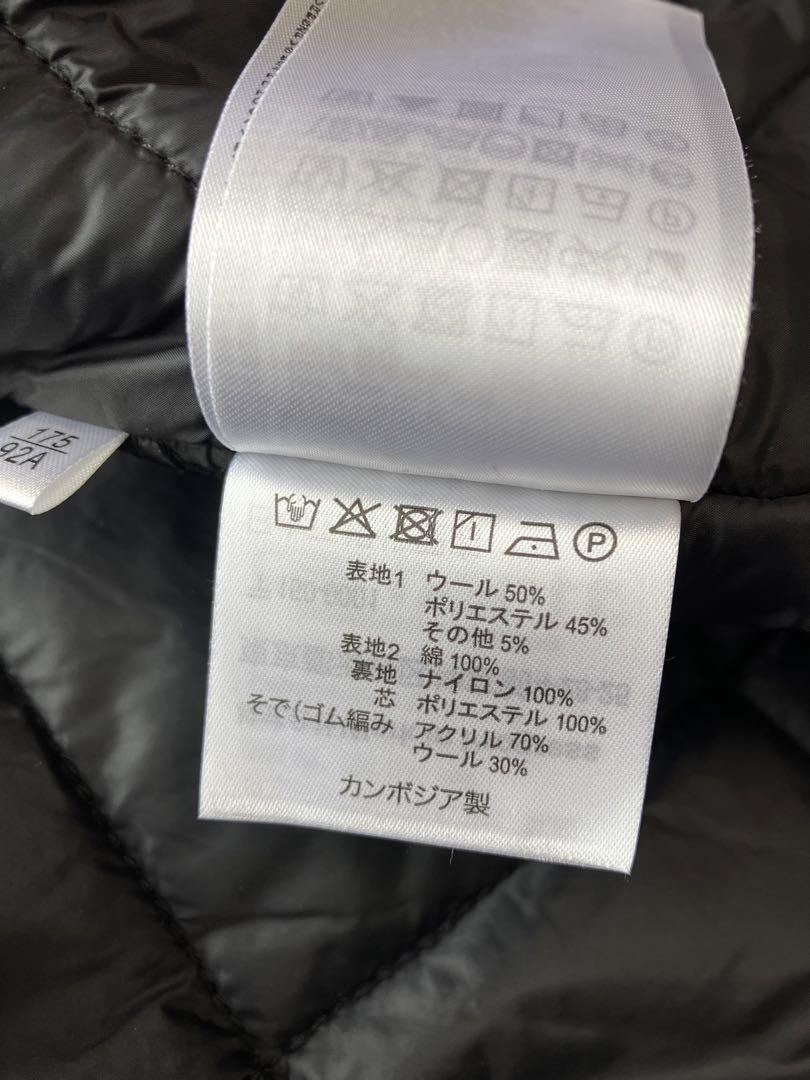 175
92A
P
表地1 ウール 50%
ポリエステル 45%
その他 5%
表地2 綿 100%
裏地 ナイロン 100%
芯 ポリエステル 100%
そで(ゴム編み アクリル 70%
ウール 30%
カンボジア製